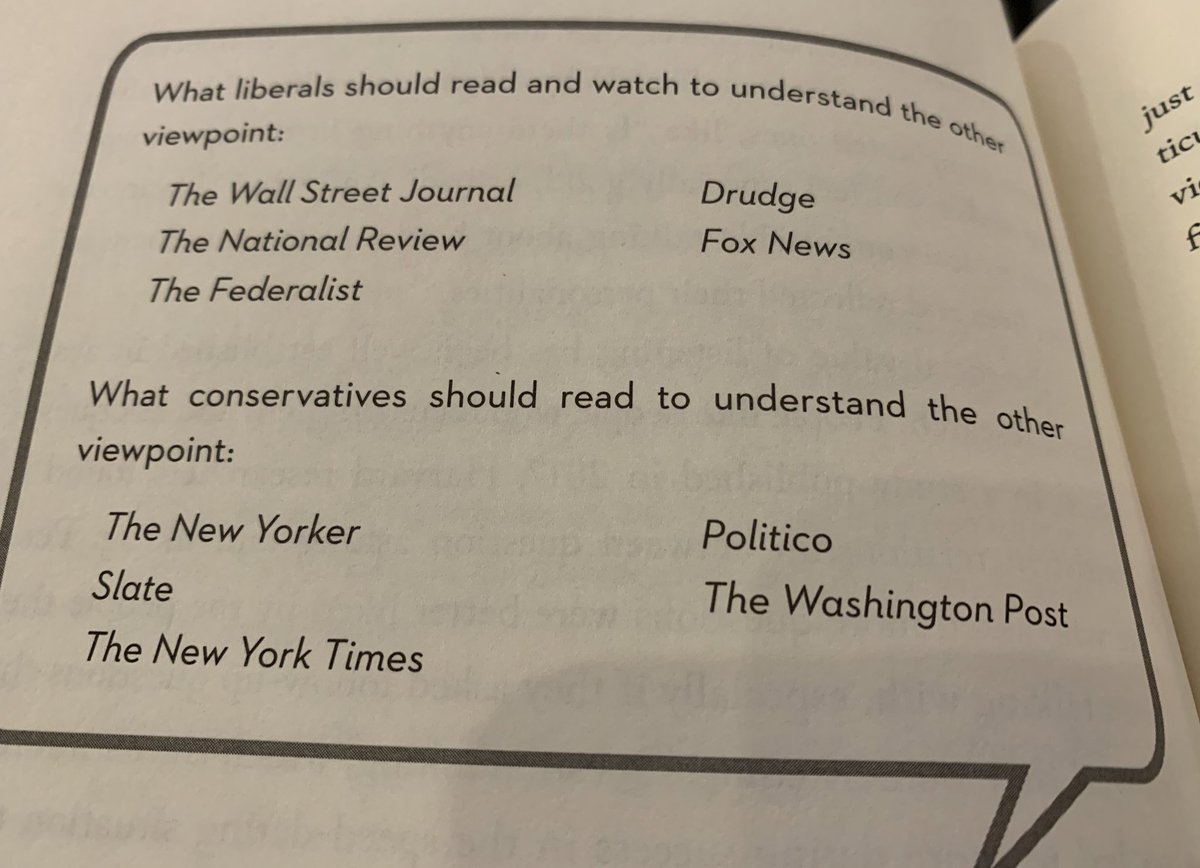 What liberals should read and watch to understand the other
viewpoint:
The Wall Street Journal
The National Review
The Federalist
Drudge
Fox News
What conservatives should read to understand the other
viewpoint:
The New Yorker
Slate
The New York Times
Politico
The Washington Post
just